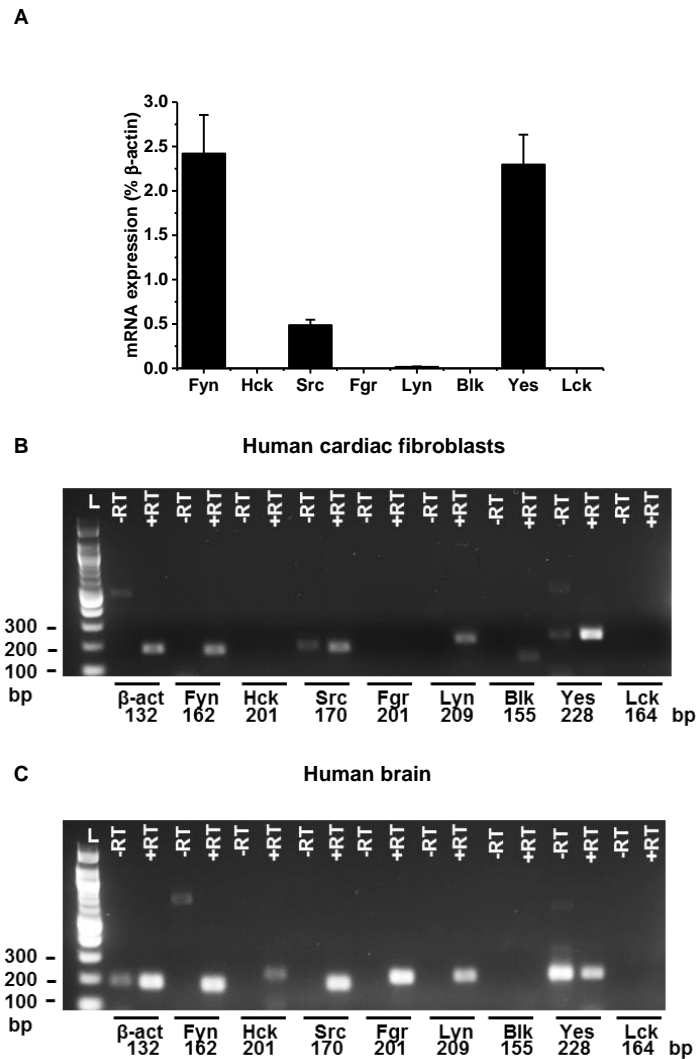 A
mRNA expression (% β-actin)
3.0
2.5
2.0
1.5
1.0
0.5
0.0
Fyn Hck Src Fgr Lyn Blk Yes Lck
B Human cardiac fibroblasts
L -RT +RT -RT +RT -RT +RT -RT +RT -RT +RT -RT +RT -RT +RT -RT +RT -RT +RT
300
200
100
bp
β-act Fyn Hck Src Fgr Lyn Blk Yes Lck
132 162 201 170 201 209 155 228 164 bp
C Human brain
L -RT +RT -RT +RT -RT +RT -RT +RT -RT +RT -RT +RT -RT +RT -RT +RT -RT +RT
300
200
100
bp
β-act Fyn Hck Src Fgr Lyn Blk Yes Lck
132 162 201 170 201 209 155 228 164 bp